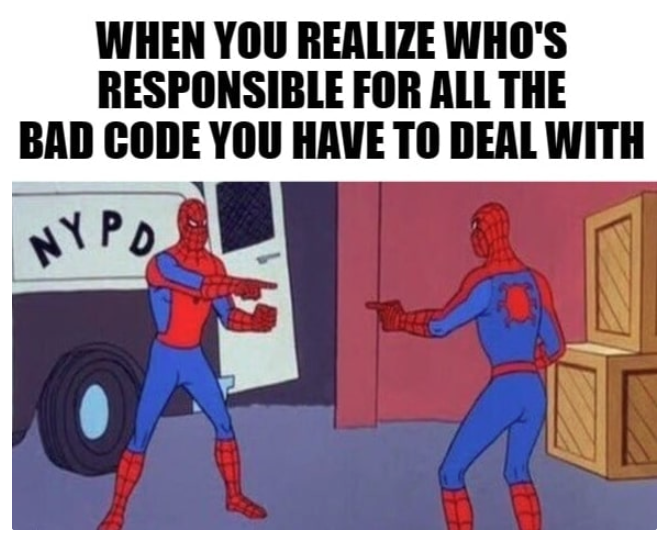 WHEN YOU REALIZE WHO'S
RESPONSIBLE FOR ALL THE
BAD CODE YOU HAVE TO DEAL WITH
NYPD